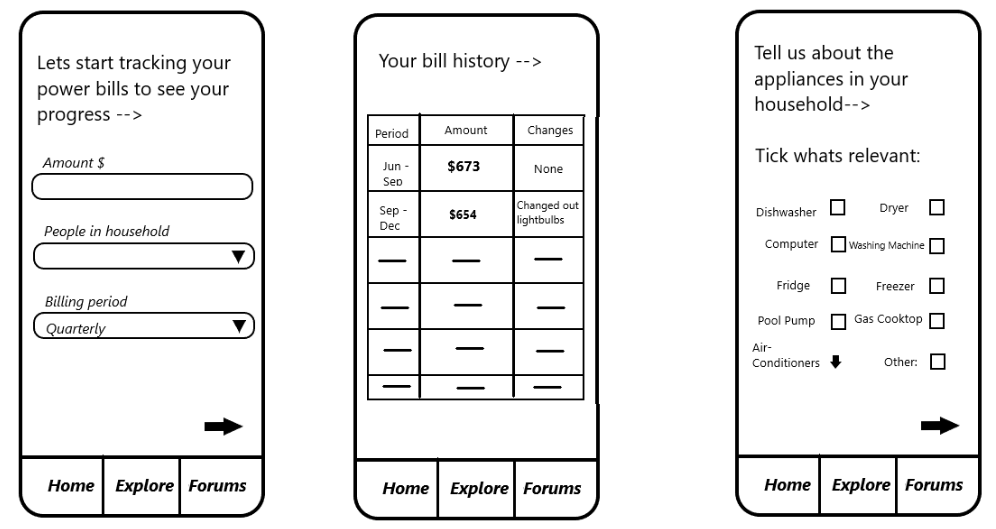 Lets start tracking your
power bills to see your
progress -->
Amount $
People in household
Billing period
Quarterly
Home Explore Forums
Your bill history -->
Period Amount Changes
Jun -
Sep
$673
None
Sep -
Dec
$654
Changed out
lightbulbs
Home Explore Forums
Tell us about the
appliances in your
household-->
Tick whats relevant:
Dishwasher Dryer
Computer Washing Machine
Fridge Freezer
Pool Pump Gas Cooktop
Air-
Conditioners Other:
Home Explore Forums